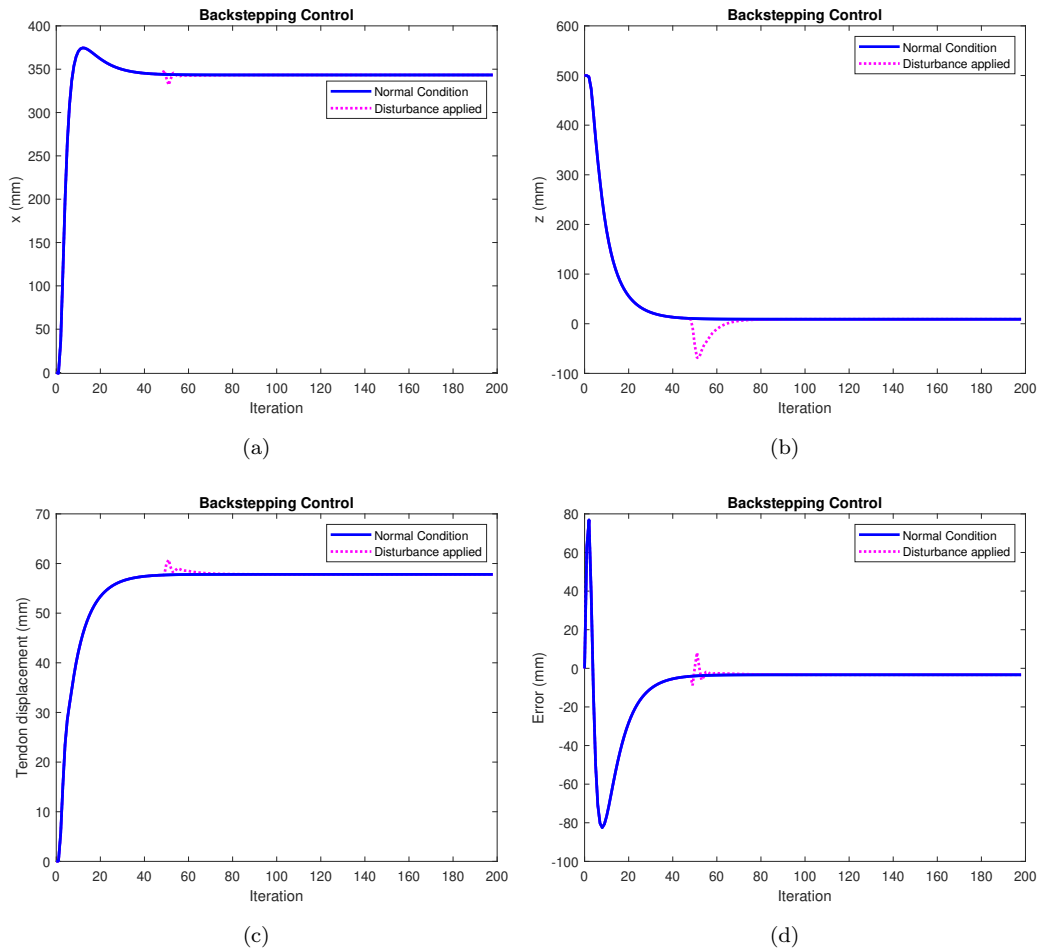 Backstepping Control
400
350
300
250
200
150
100
50
0
x (mm)
0 20 40 60 80 100 120 140 160 180 200
Iteration
Normal Condition
Disturbance applied
(a)
Backstepping Control
600
500
400
300
200
100
0
-100
z (mm)
0 20 40 60 80 100 120 140 160 180 200
Iteration
Normal Condition
Disturbance applied
(b)
Backstepping Control
70
60
50
40
30
20
10
0
Tendon displacement (mm)
0 20 40 60 80 100 120 140 160 180 200
Iteration
Normal Condition
Disturbance applied
(c)
Backstepping Control
80
60
40
20
0
-20
-40
-60
-80
-100
Error (mm)
0 20 40 60 80 100 120 140 160 180 200
Iteration
Normal Condition
Disturbance applied
(d)